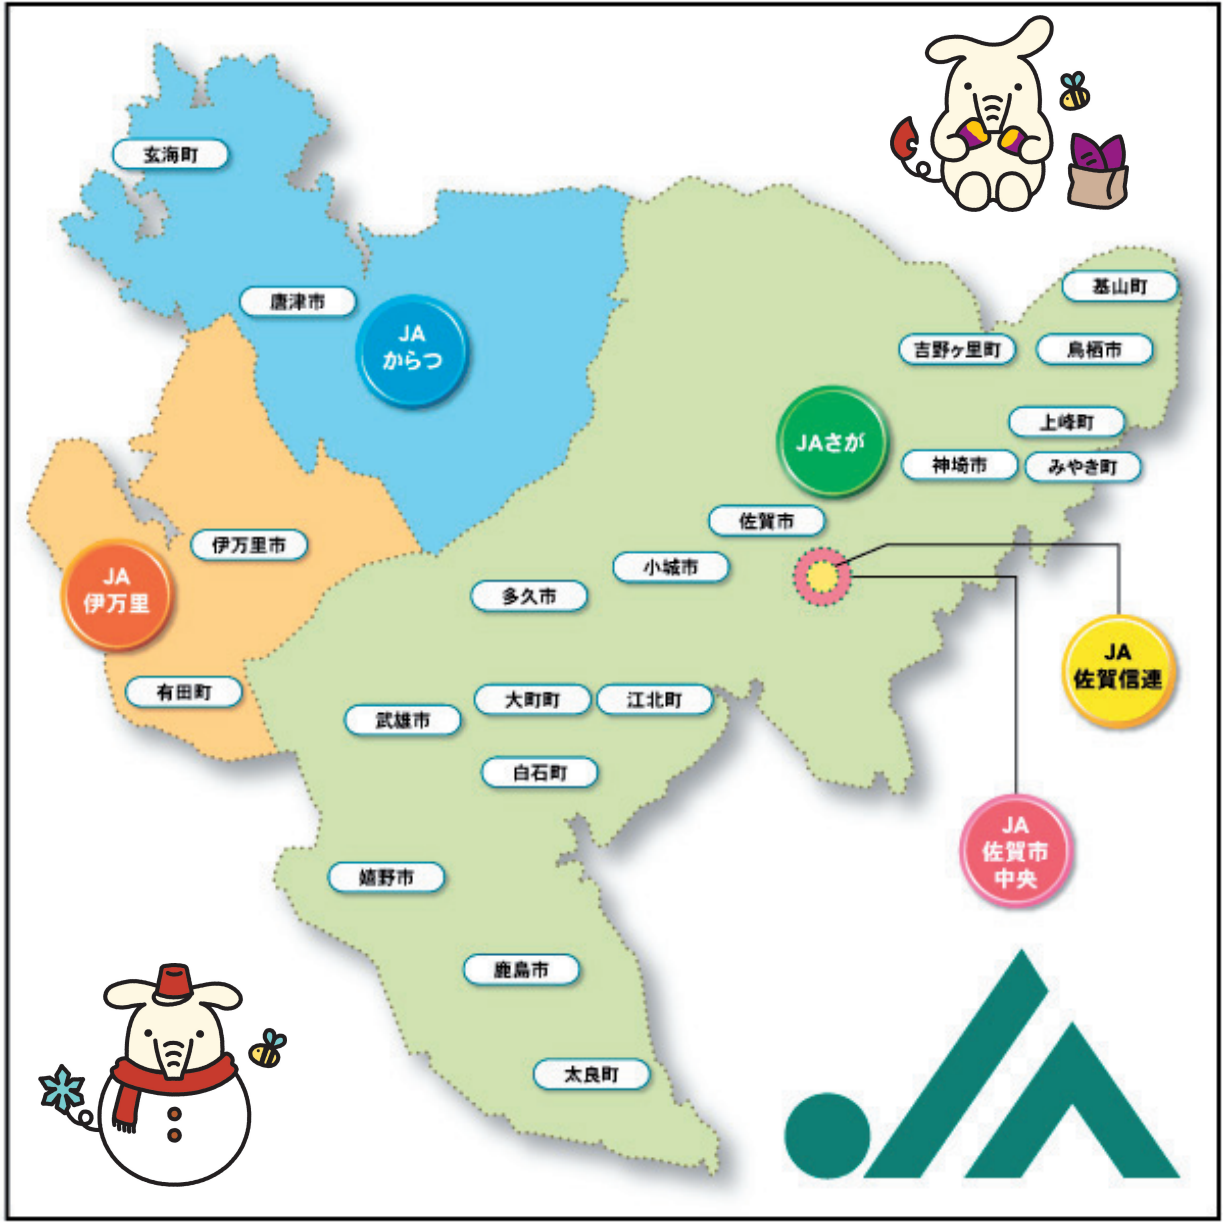 玄海町
基山町
唐津市
JA
からつ
吉野ヶ里町
鳥栖市
上峰町
JAさが
神埼市
みやき町
佐賀市
伊万里市
小城市
JA
伊万里
多久市
JA
佐賀信連
有田町
大町町
江北町
武雄市
白石町
JA
佐賀市
中央
嬉野市
鹿島市
太良町
JA